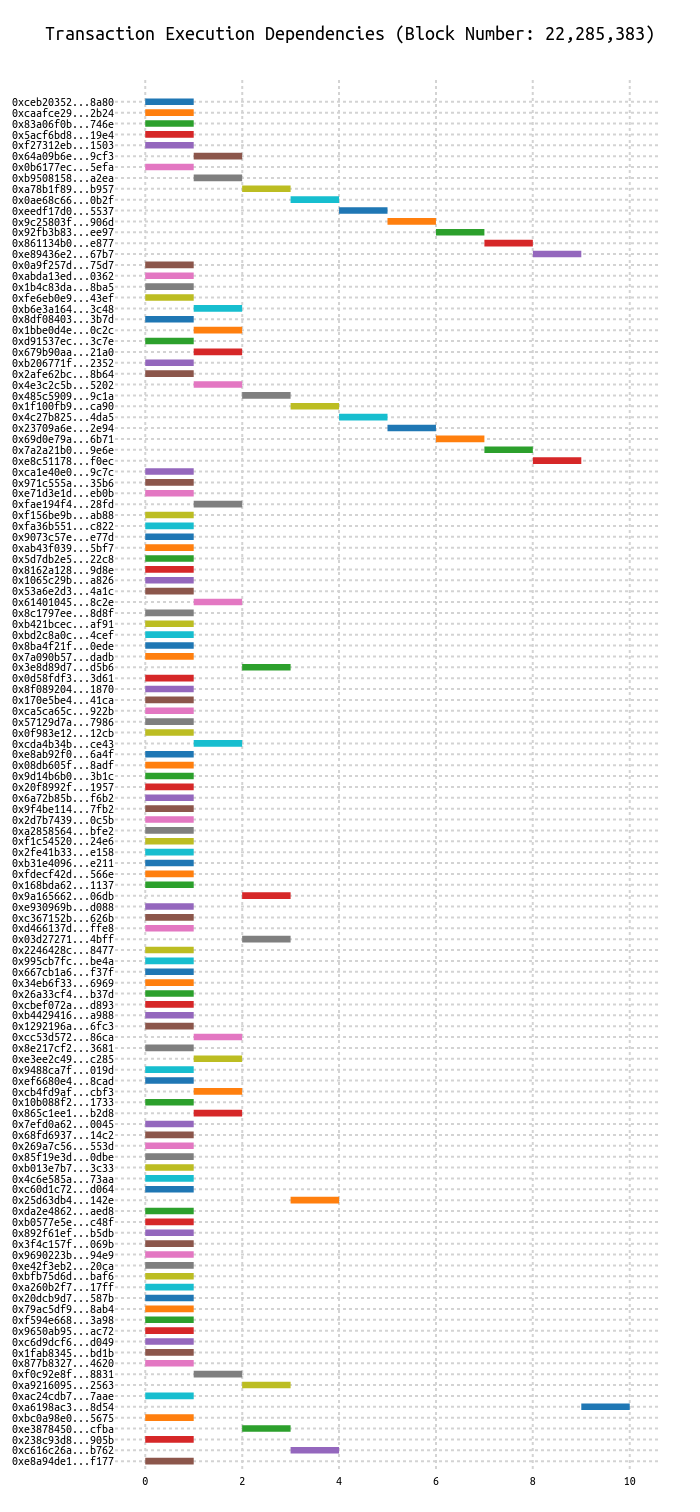 Transaction Execution Dependencies (Block Number: 22,285,383)
0xceb20352...8a80
0xcaafce29...2b24
0x83a06f0b...746e
0x5acf6bd8...19e4
0xf27312eb...1503
0x64a09b6e...9cf3
0x0b6177ec...5efa
0xb9508158...a2ea
0xa78b1f89...b957
0x0ae68c66...0b2f
0xeedf17d0...5537
0x9c25803f...906d
0x92fb3b83...ee97
0x861134b0...e877
0xe89436e2...67b7
0x0a9f257d...75d7
0xabda13ed...0362
0x1b4c83da...8ba5
0xfe6eb0e9...43ef
0xb6e3a164...3c48
0x8df08403...3b7d
0x1bbe0d4e...0c2c
0xd91537ec...3c7e
0x679b90aa...21a0
0xb206771f...2352
0x2afe62bc...8b64
0x4e3c2c5b...5202
0x485c5909...9c1a
0x1f100fb9...ca90
0x4c27b825...4da5
0x23709a6e...2e94
0x69d0e79a...6b71
0x7a2a21b0...9e6e
0xe8c51178...f0ec
0xca1e40e0...9c7c
0x971c555a...35b6
0xe71d3e1d...eb0b
0xfae194f4...28fd
0xf156be9b...ab88
0xfa36b551...c822
0x9073c57e...e77d
0xab43f039...5bf7
0x5d7db2e5...22c8
0x8162a128...9d8e
0x1065c29b...a826
0x53a6e2d3...4a1c
0x61401045...8c2e
0x8c1797ee...8d8f
0xb421bcec...af91
0xbd2c8a0c...4cef
0x8ba4f21f...0ede
0x7a090b57...dadb
0x3e8d89d7...d5b6
0x0d58fdf3...3d61
0x8f089204...1870
0x170e5be4...41ca
0xca5ca65c...922b
0x57129d7a...7986
0x0f983e12...12cb
0xcda4b34b...ce43
0xe8ab92f0...6a4f
0x08db605f...8adf
0x9d14b6b0...3b1c
0x20f8992f...1957
0x6a72b85b...f6b2
0x9f4be114...7fb2
0x2d7b7439...0c5b
0xa2858564...bfe2
0xf1c54520...24e6
0x2fe41b33...e158
0xb31e4096...e211
0xfdecf42d...566e
0x168bda62...1137
0x9a165662...06db
0xe930969b...d088
0xc367152b...626b
0xd466137d...ffe8
0x03d27271...4bff
0x2246428c...8477
0x995cb7fc...be4a
0x667cb1a6...f37f
0x34eb6f33...6969
0x26a33cf4...b37d
0xcbef072a...d893
0xb4429416...a988
0x1292196a...6fc3
0xcc53d572...86ca
0x8e217cf2...3681
0xe3ee2c49...c285
0x9488ca7f...019d
0xef6680e4...8cad
0xcb4fd9af...cbf3
0x10b088f2...1733
0x865c1ee1...b2d8
0x7efd0a62...0045
0x68fd6937...14c2
0x269a7c56...553d
0x85f19e3d...0dbe
0xb013e7b7...3c33
0x4c6e585a...73aa
0xc60d1c72...d064
0x25d63db4...142e
0xda2e4862...aed8
0xb0577e5e...c48f
0x892f61ef...b5db
0x3f4c157f...069b
0x9690223b...94e9
0xe42f3eb2...20ca
0xbfb75d6d...baf6
0xa260b2f7...17ff
0x20dcb9d7...587b
0x79ac5df9...8ab4
0xf594e668...3a98
0x9650ab95...ac72
0xc6d9dcf6...d049
0x1fab8345...bd1b
0x877b8327...4620
0xf0c92e8f...8831
0xa9216095...2563
0xac24cdb7...7aae
0xa6198ac3...8d54
0xbc0a98e0...5675
0xe3878450...cfba
0x238c93d8...905b
0xc616c26a...b762
0xe8a94de1...f177
0 2 4 6 8 10